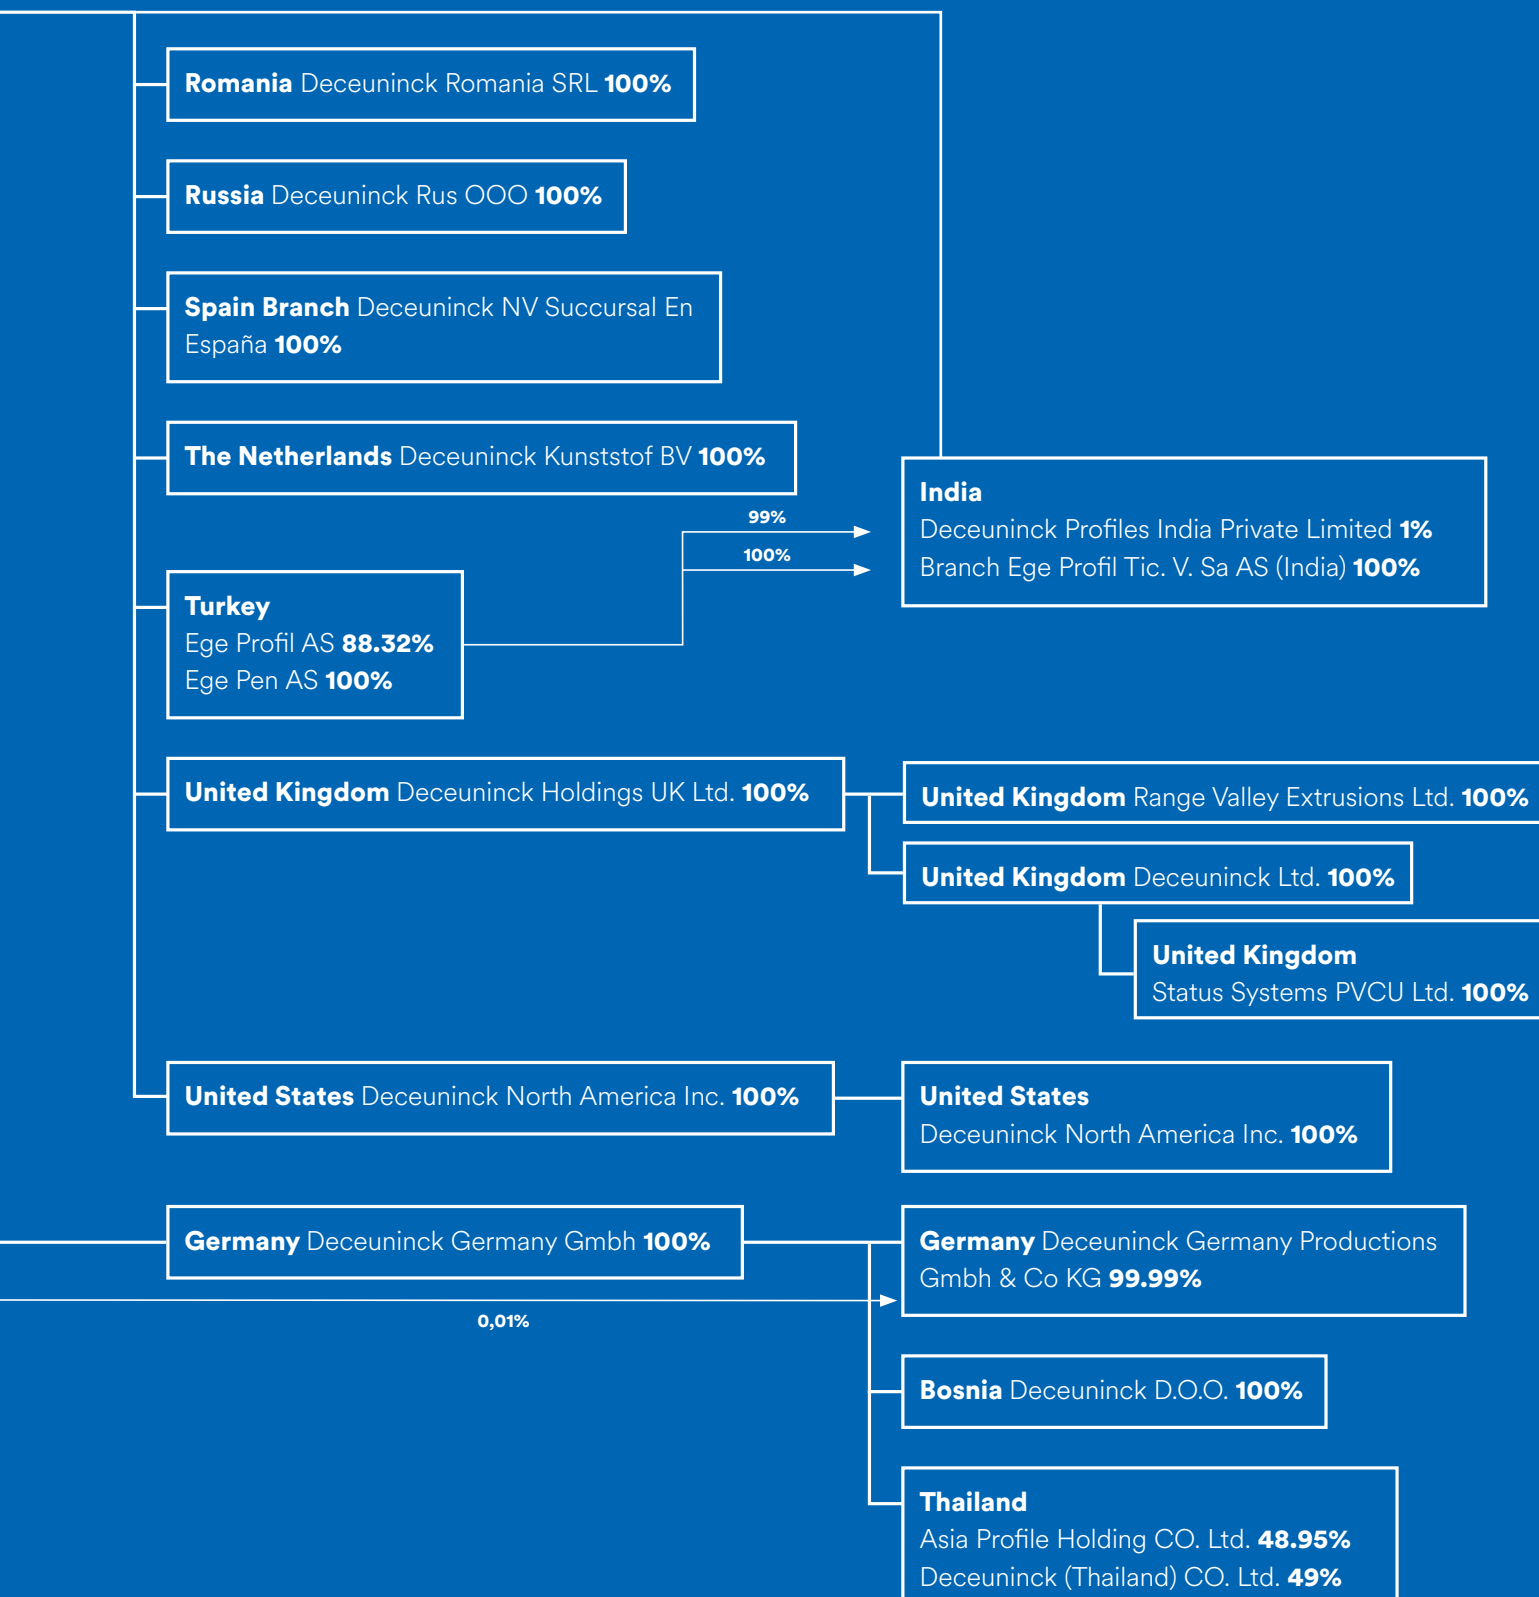 Romania Deceuninck Romania SRL 100%
Russia Deceuninck Rus OOO 100%
Spain Branch Deceuninck NV Succursal En
España 100%
The Netherlands Deceuninck Kunststof BV 100%
99%
100%
India
Deceuninck Profiles India Private Limited 1%
Branch Ege Profil Tic. V. Sa AS (India) 100%
Turkey
Ege Profil AS 88.32%
Ege Pen AS 100%
United Kingdom Deceuninck Holdings UK Ltd. 100%
United Kingdom Range Valley Extrusions Ltd. 100%
United Kingdom Deceuninck Ltd. 100%
United Kingdom
Status Systems PVCU Ltd. 100%
United States Deceuninck North America Inc. 100%
United States
Deceuninck North America Inc. 100%
Germany Deceuninck Germany Gmbh 100%
Germany Deceuninck Germany Productions
Gmbh & Co KG 99.99%
0,01%
Bosnia Deceuninck D.O.O. 100%
Thailand
Asia Profile Holding CO. Ltd. 48.95%
Deceuninck (Thailand) CO. Ltd. 49%